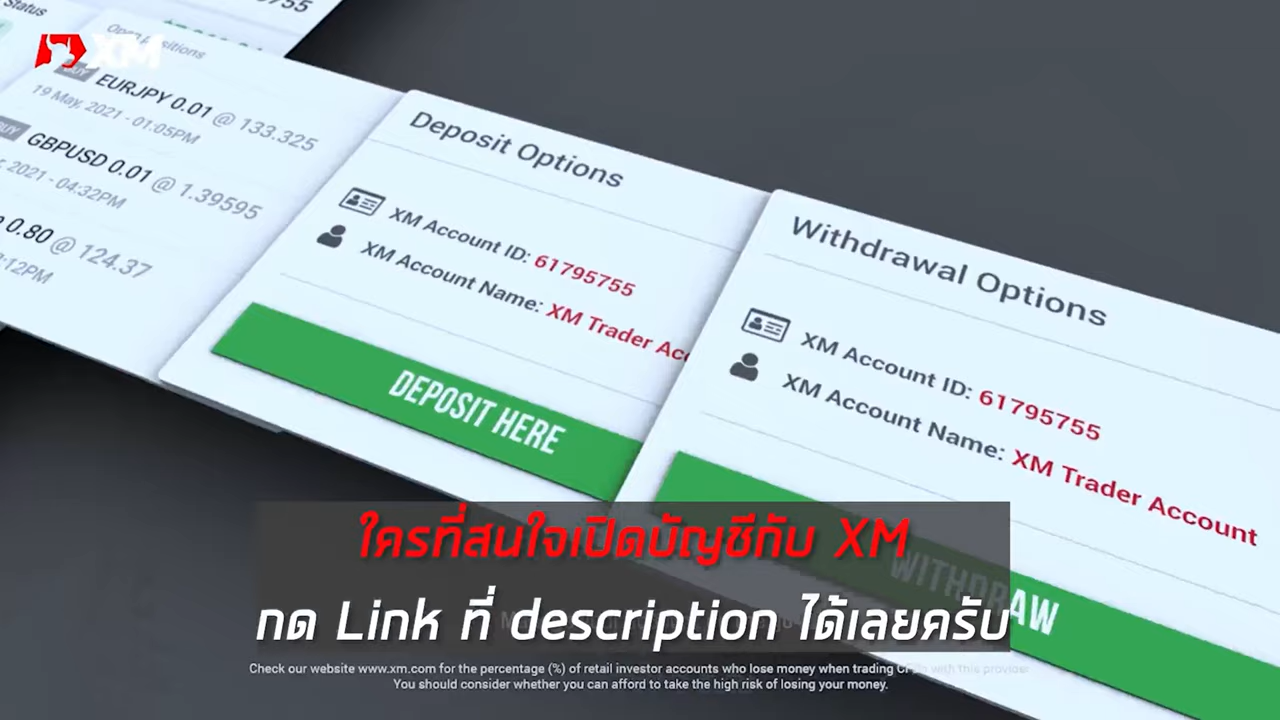 Status
XM
Open Positions
BUY EURJPY 0.01 @ 133.325
19 May, 2021 - 01:05PM
BUY GBPUSD 0.01 @ 1.39595
2021 - 04:32PM
0.80 @ 124.37
:12PM
Deposit Options
XM Account ID: 61795755
XM Account Name: XM Trader
DEPOSIT HERE
Withdrawal Options
XM Account ID: 61795755
XM Account Name: XM Trader Account
WITHDRAW
ใครที่สนใจเปิดบัญชีกับ XM
กด Link ที่ description ได้เลยครับ
Check our website www.xm.com for the percentage (%) of retail investor accounts who lose money when trading CFDs with this provider
You should consider whether you can afford to take the high risk of losing your money.